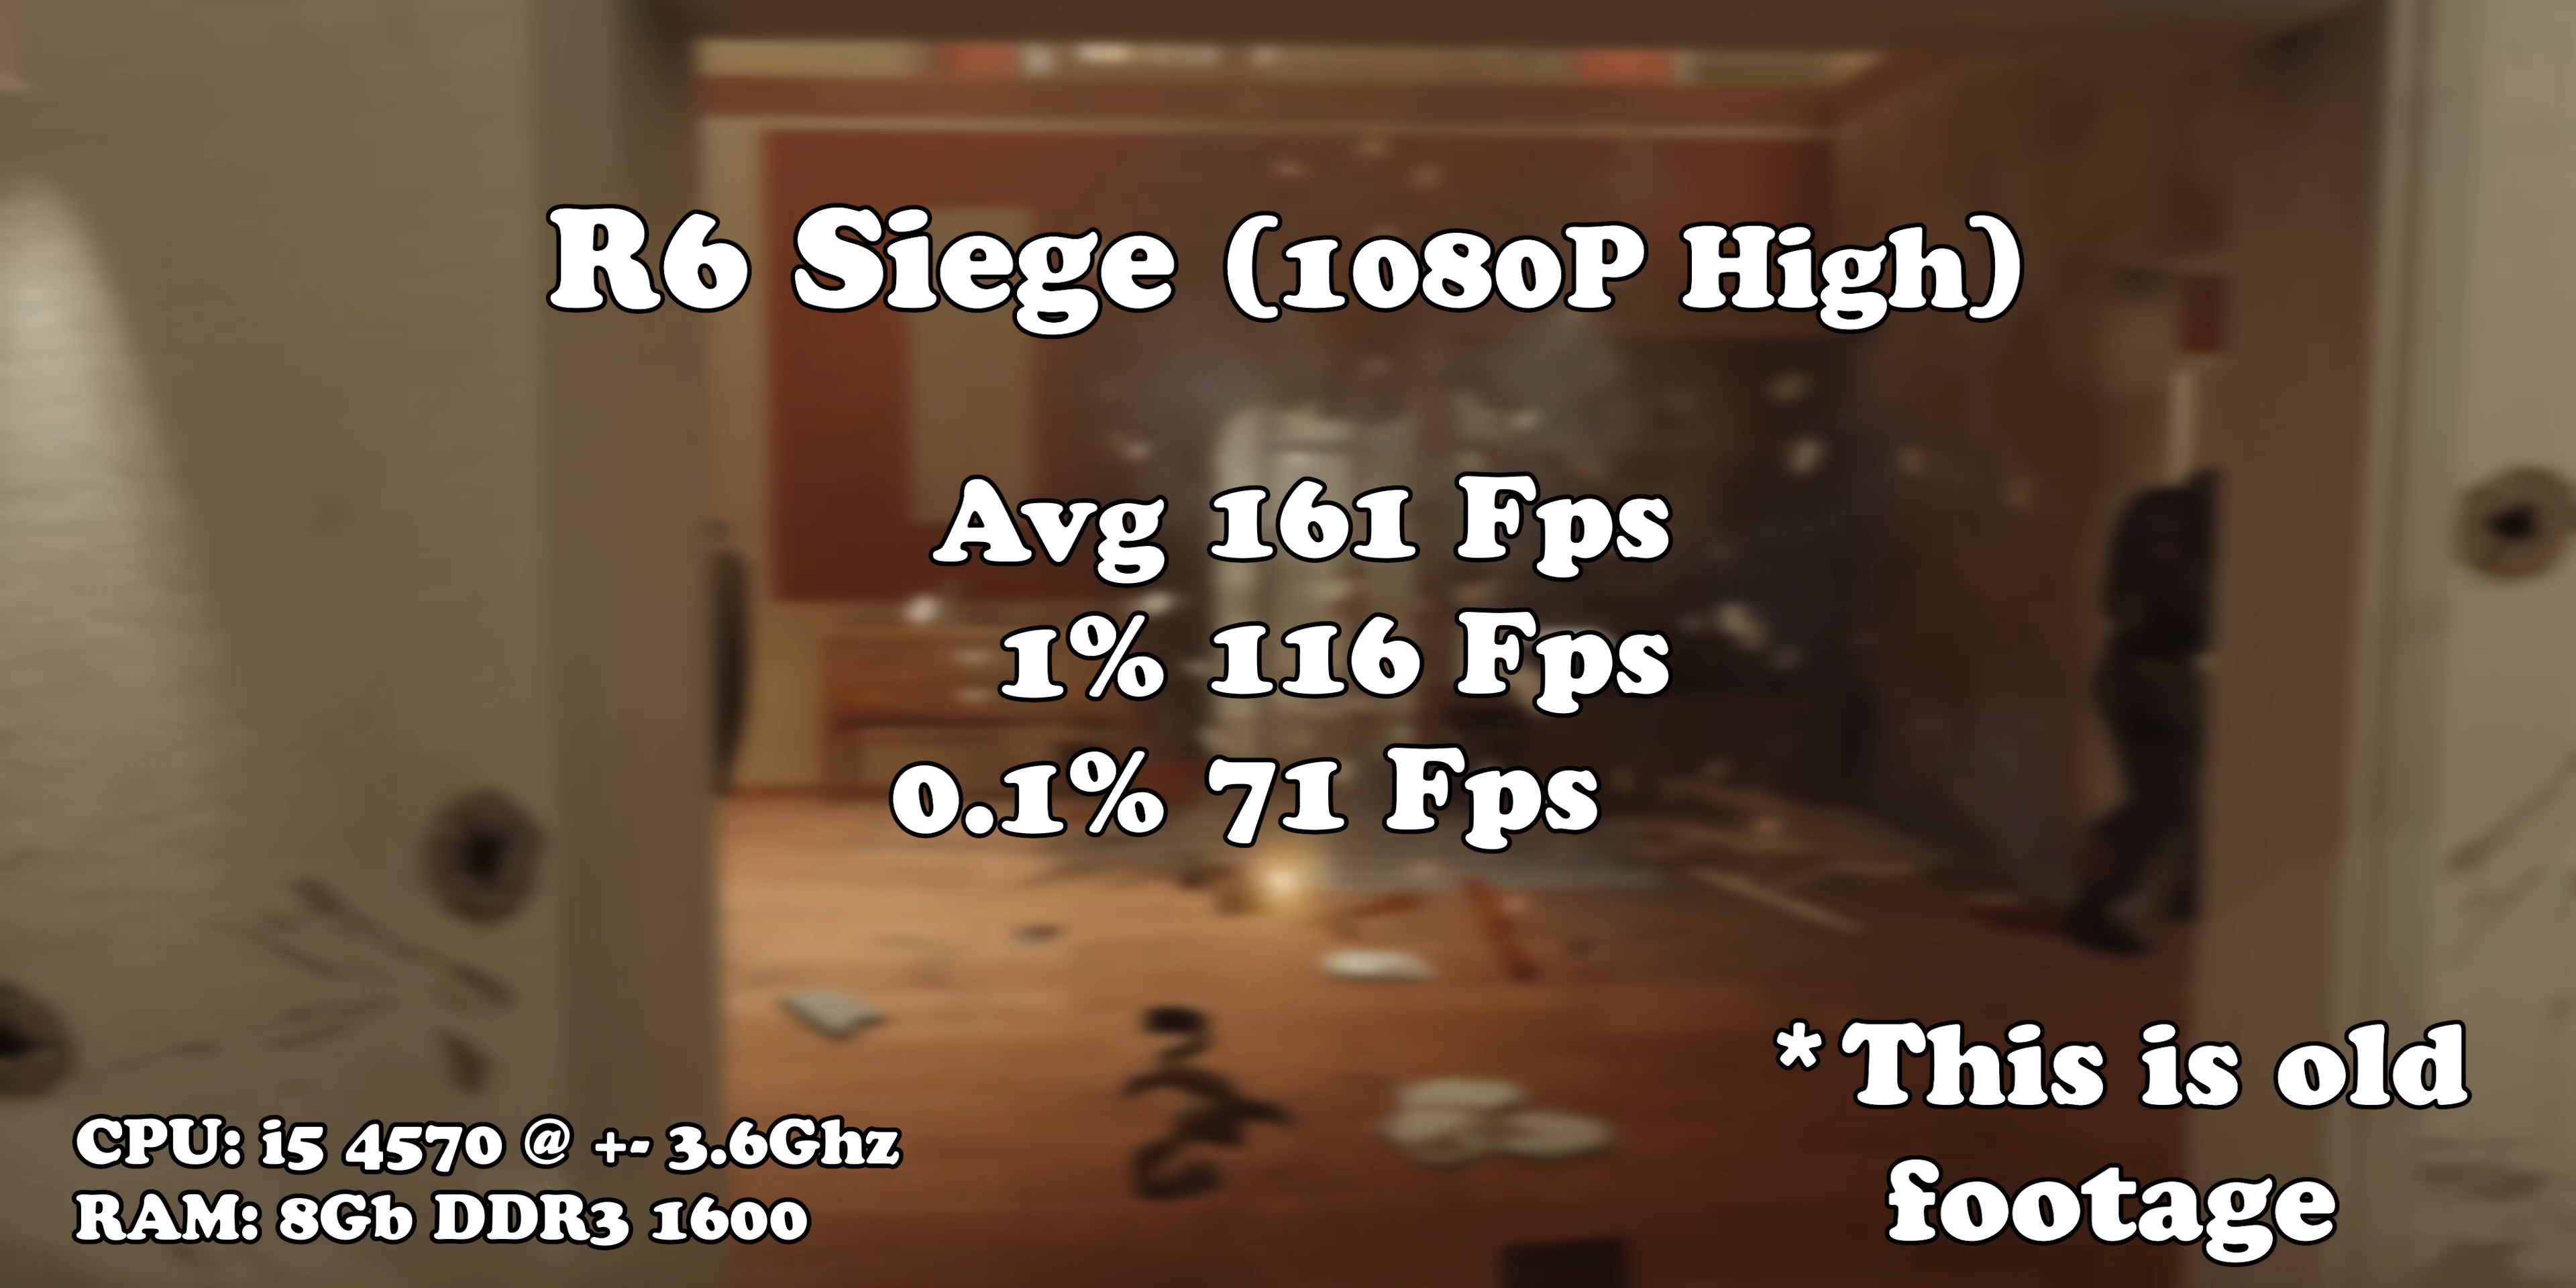 R6 Siege (1080P High)
Avg 161 Fps
1% 116 Fps
0.1% 71 Fps
*This is old
footage
CPU: i5 4570 @ +- 3.6Ghz
RAM: 8Gb DDR3 1600